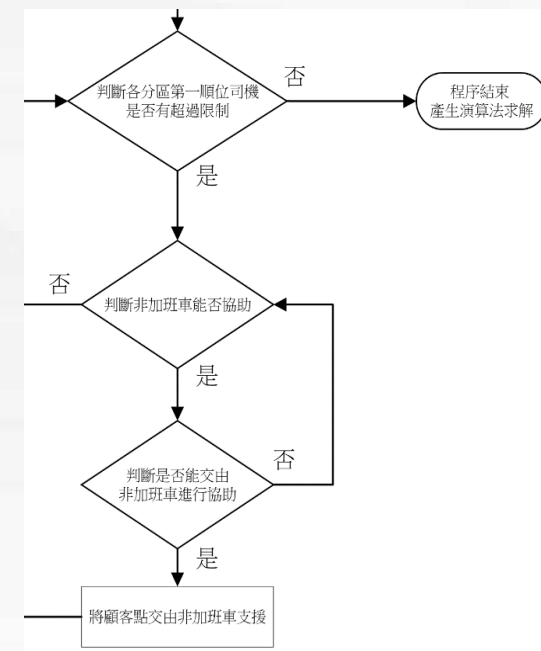 判斷各分區第一順位司機
是否有超過限制
否
程序結束
產生演算法求解
是
否
判斷非加班車能否協助
是
判斷是否能交由
非加班車進行協助
否
是
將顧客點交由非加班車支援